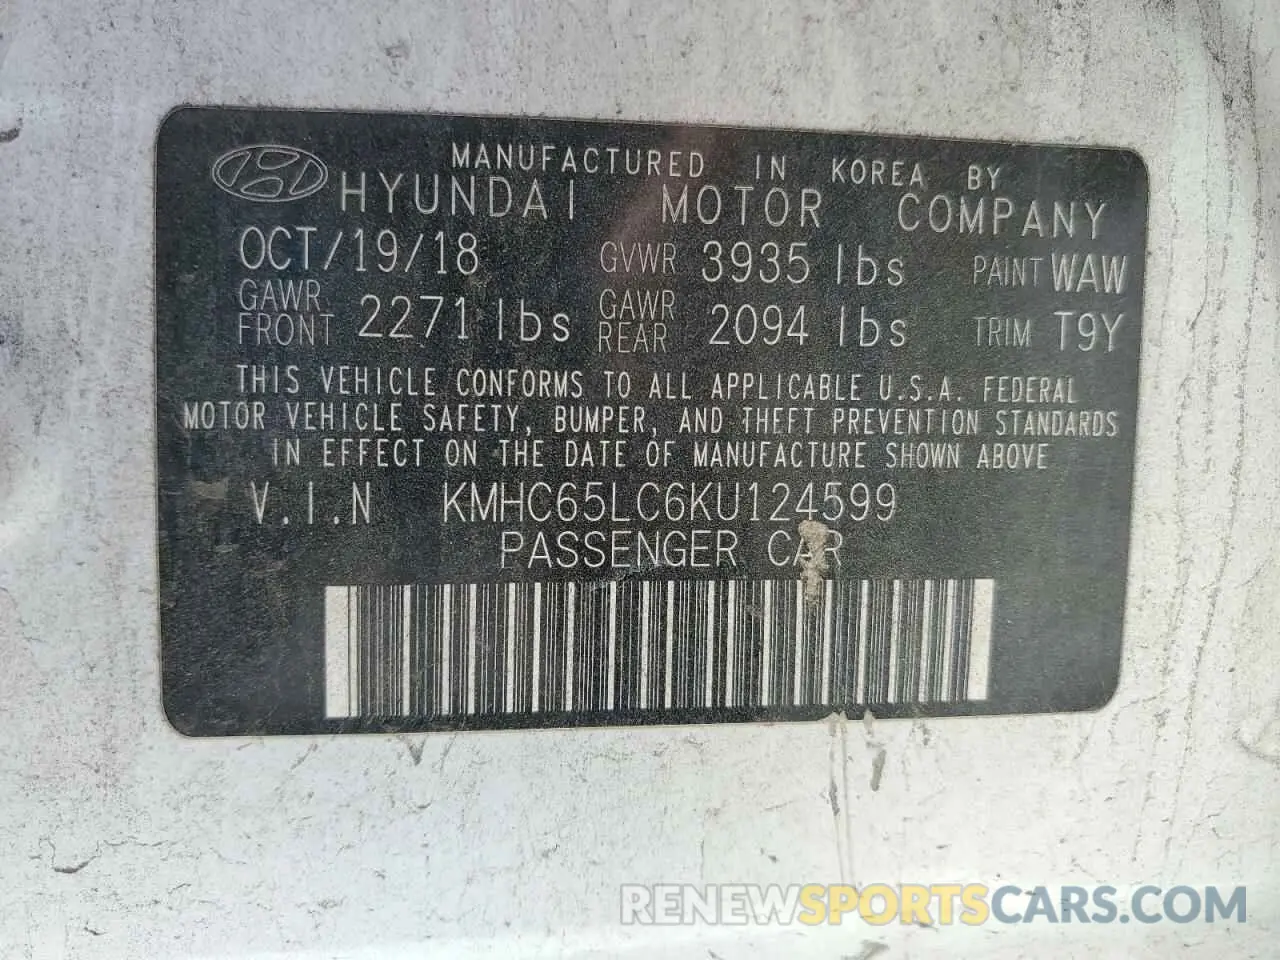 MANUFACTURED IN KOREA BY
HYUNDAI MOTOR COMPANY
OCT/19/18 GVWR 3935 lbs PAINT WAW
GAWR FRONT 2271 lbs GAWR REAR 2094 lbs TRIM T9Y
THIS VEHICLE CONFORMS TO ALL APPLICABLE U.S.A. FEDERAL
MOTOR VEHICLE SAFETY, BUMPER, AND THEFT PREVENTION STANDARDS
IN EFFECT ON THE DATE OF MANUFACTURE SHOWN ABOVE
V.I.N KMHC65LC6KU124599
PASSENGER CAR
RENEWSPORTSCARS.COM